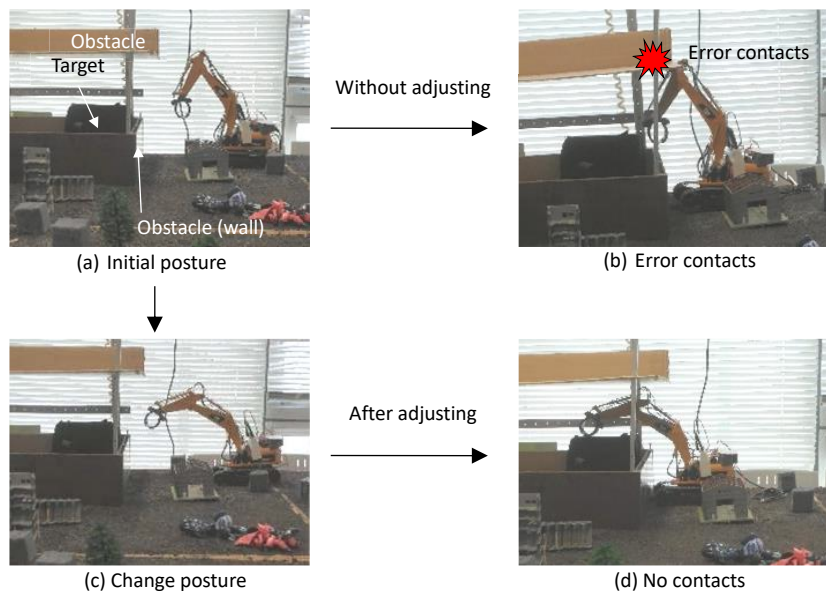 Obstacle
Target
Obstacle (wall)
(a) Initial posture
Without adjusting
Error contacts
(b) Error contacts
(c) Change posture
After adjusting
(d) No contacts